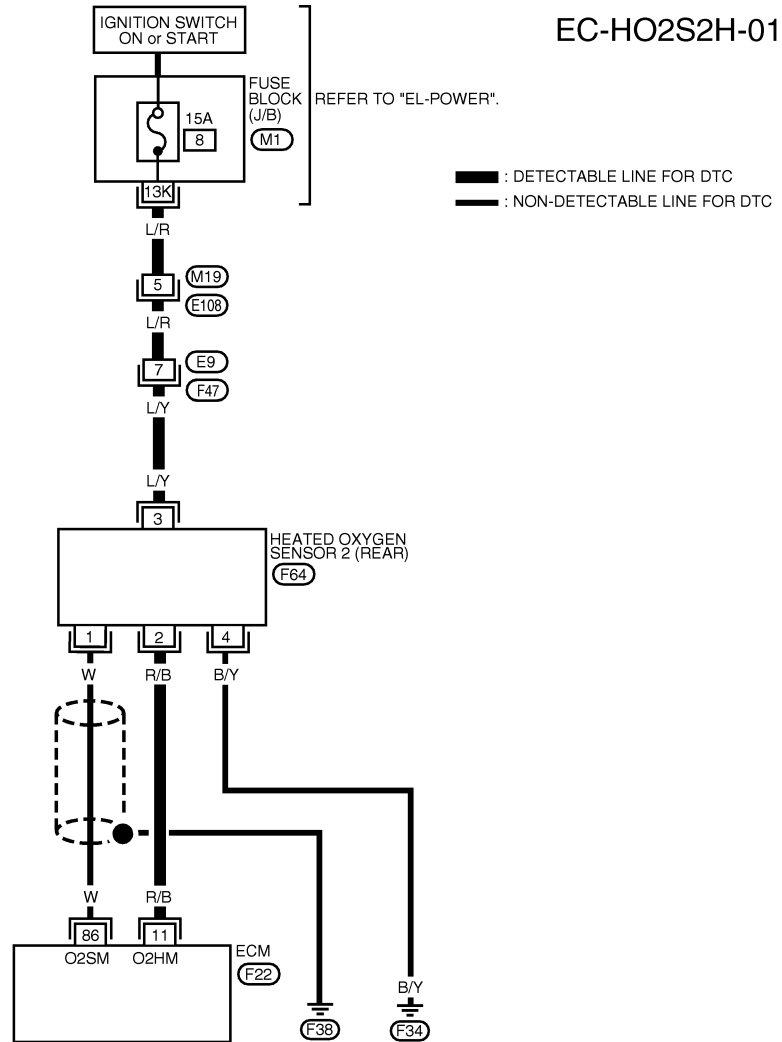 EC-HO2S2H-01
IGNITION SWITCH
ON or START
FUSE
BLOCK
(J/B)
M1
REFER TO "EL-POWER".
15A
8
13K
: DETECTABLE LINE FOR DTC
: NON-DETECTABLE LINE FOR DTC
L/R
5
M19
E108
L/R
7
E9
F47
L/Y
L/Y
3
HEATED OXYGEN
SENSOR 2 (REAR)
F64
1 2 4
W R/B B/Y
W R/B
86 11
O2SM O2HM
ECM
F22
B/Y
F38 F34